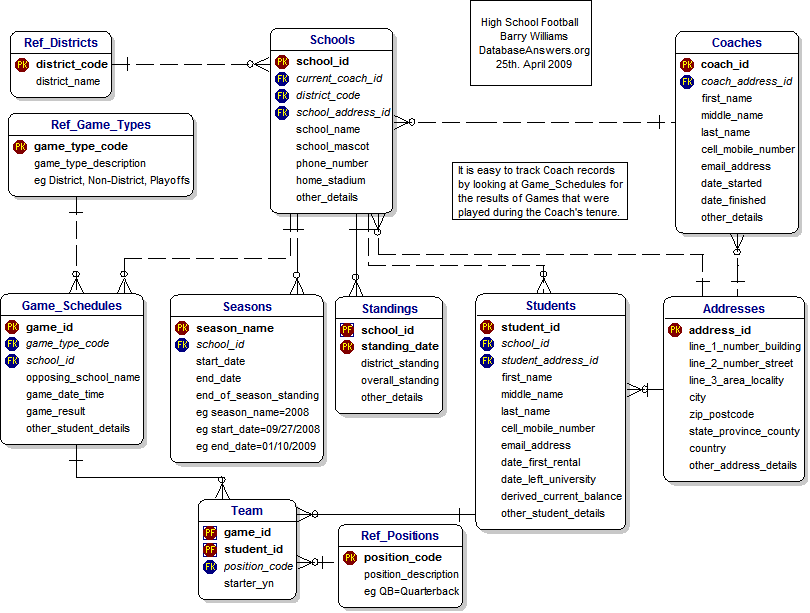 High School Football
Barry Williams
DatabaseAnswers.org
25th. April 2009
Ref_Districts
PK district_code
district_name
Schools
PK school_id
FK current_coach_id
FK district_code
FK school_address_id
school_name
school_mascot
phone_number
home_stadium
other_details
Coaches
PK coach_id
FK coach_address_id
first_name
middle_name
last_name
cell_mobile_number
email_address
date_started
date_finished
other_details
Ref_Game_Types
PK game_type_code
game_type_description
eg District, Non-District, Playoffs
It is easy to track Coach records
by looking at Game_Schedules for
the results of Games that were
played during the Coach's tenure.
Game_Schedules
PK game_id
FK game_type_code
FK school_id
opposing_school_name
game_date_time
game_result
other_student_details
Seasons
PK season_name
FK school_id
start_date
end_date
end_of_season_standing
eg season_name=2008
eg start_date=09/27/2008
eg end_date=01/10/2009
Standings
PF school_id
PK standing_date
district_standing
overall_standing
other_details
Students
PK student_id
FK school_id
FK student_address_id
first_name
middle_name
last_name
cell_mobile_number
email_address
date_first_rental
date_left_university
derived_current_balance
other_student_details
Addresses
PK address_id
line_1_number_building
line_2_number_street
line_3_area_locality
city
zip_postcode
state_province_county
country
other_address_details
Team
PF game_id
PF student_id
FK position_code
starter_yn
Ref_Positions
PK position_code
position_description
eg QB=Quarterback